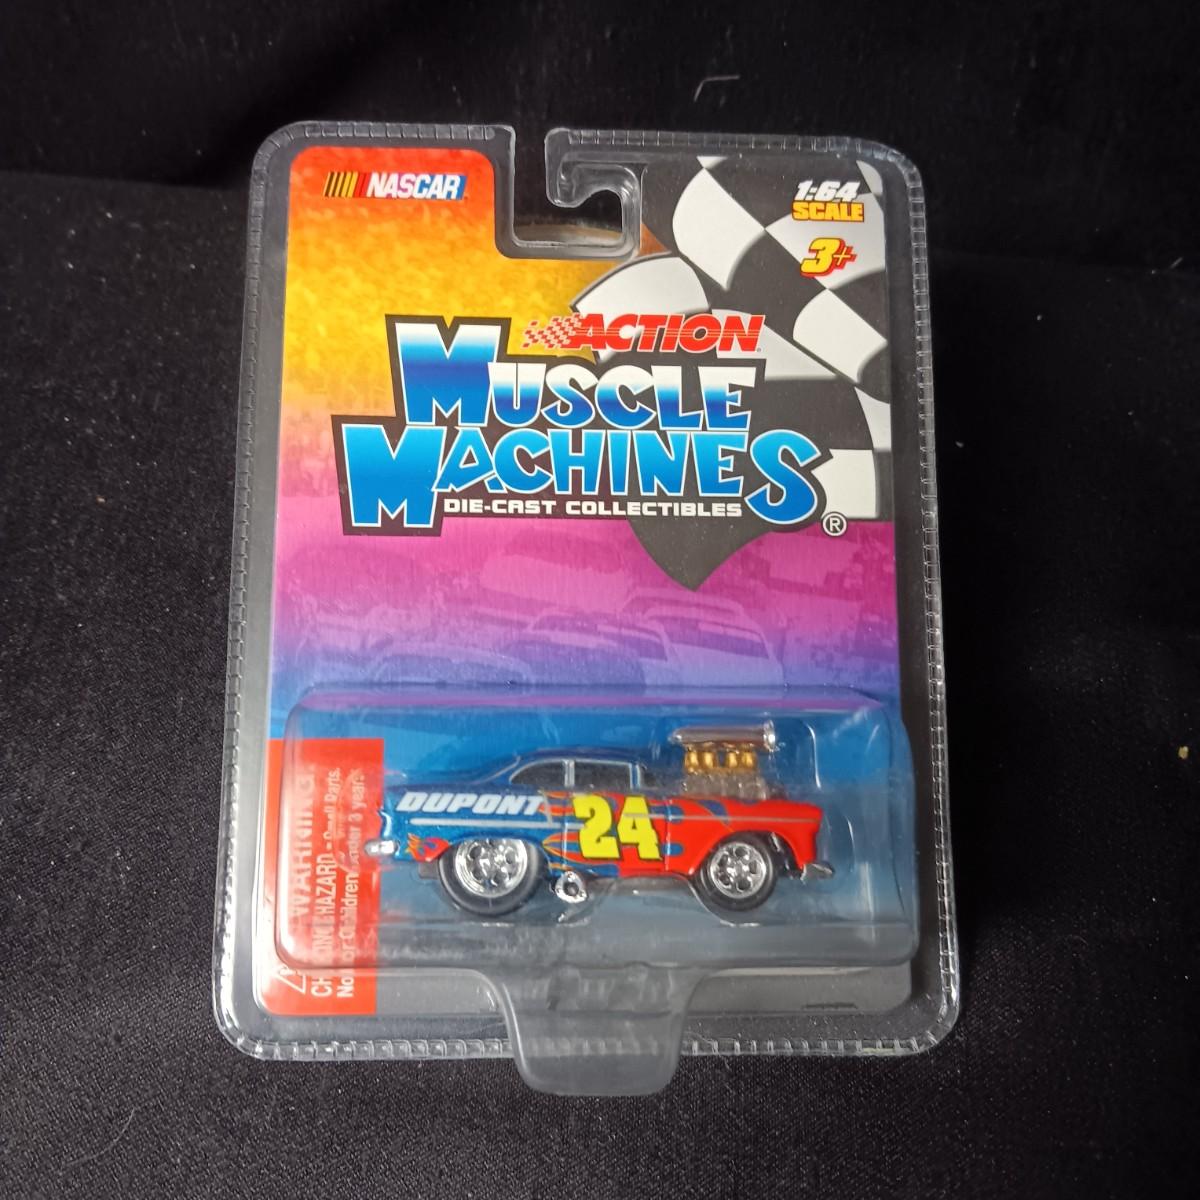 NASCAR
1:64
SCALE
3+
ACTION
MUSCLE
MACHINES
DIE-CAST COLLECTIBLES
®
DUPONT
24
WARNING:
CHOKING HAZARD - Small Parts.
Not for Children under 3 years.